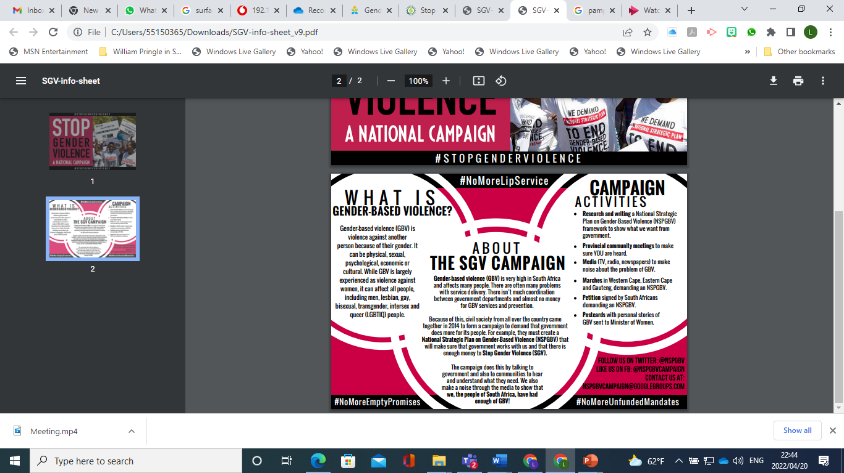 Inbo
New
What
surfa
192.1
Reco
Gend
Stop
SGV-
SGV
pam
Watc
File | C:/Users/55150365/Downloads/SGV-info-sheet_v9.pdf
MSN Entertainment
William Pringle in S...
Windows Live Gallery
Yahoo!
Windows Live Gallery
Yahoo!
Windows Live Gallery
Yahoo!
Windows Live Gallery
Other bookmarks
SGV-info-sheet
2 / 2
100%
STOP
GENDER
VIOLENCE
A NATIONAL CAMPAIGN
1
2
VIOLENCE
A NATIONAL CAMPAIGN
WE DEMAND
TO END
WE DEMAND
NATIONAL STRATEGIC PLAN
TO END
#STOPGENDERVIOLENCE
#NoMoreLipService
WHAT IS
GENDER-BASED VIOLENCE?
Gender-based violence (GBV) is
violence against another
person because of their gender. It
can be physical, sexual,
psychological, economic or
cultural. While GBV is largely
experienced as violence against
women, it can affect all people,
including men, lesbian, gay,
bisexual, transgender, intersex and
queer (LGBTIQ) people.
ABOUT
THE SGV CAMPAIGN
Gender-based violence (GBV) is very high in South Africa
and affects many people. There are often many problems
with service delivery. There isn't much coordination
between government departments and almost no money
for GBV services and prevention.
Because of this, civil society from all over the country came
together in 2014 to form a campaign to demand that government
does more for its people. For example, they must create a
National Strategic Plan on Gender-Based Violence (NSPGBV) that
will make sure that government works with us and that there is
enough money to Stop Gender Violence (SGV).
The campaign does this by talking to
government and also to communities to hear
and understand what they need. We also
make a noise through the media to show that
we, the people of South Africa, have had
enough of GBV!
CAMPAIGN
ACTIVITIES
• Research and writing a National Strategic
Plan on Gender Based Violence (NSPGBV)
framework to show what we want from
government.
• Provincial community meetings to make
sure YOU are heard.
• Media (TV, radio, newspapers) to make
noise about the problem of GBV.
• Marches in Western Cape, Eastern Cape
and Gauteng, demanding an NSPGBV.
• Petition signed by South Africans
demanding an NSPGBV.
• Postcards with personal stories of
GBV sent to Minister of Women.
FOLLOW US ON TWITTER: @NSPGBV
LIKE US ON FB: @NSPGBVCAMPAIGN
CONTACT US AT:
NSPGBVCAMPAIGN@GOOGLEGROUPS.COM
#NoMoreEmptyPromises
#NoMoreUnfundedMandates
Meeting.mp4
Show all
Type here to search
62°F
ENG
22:44
2022/04/20